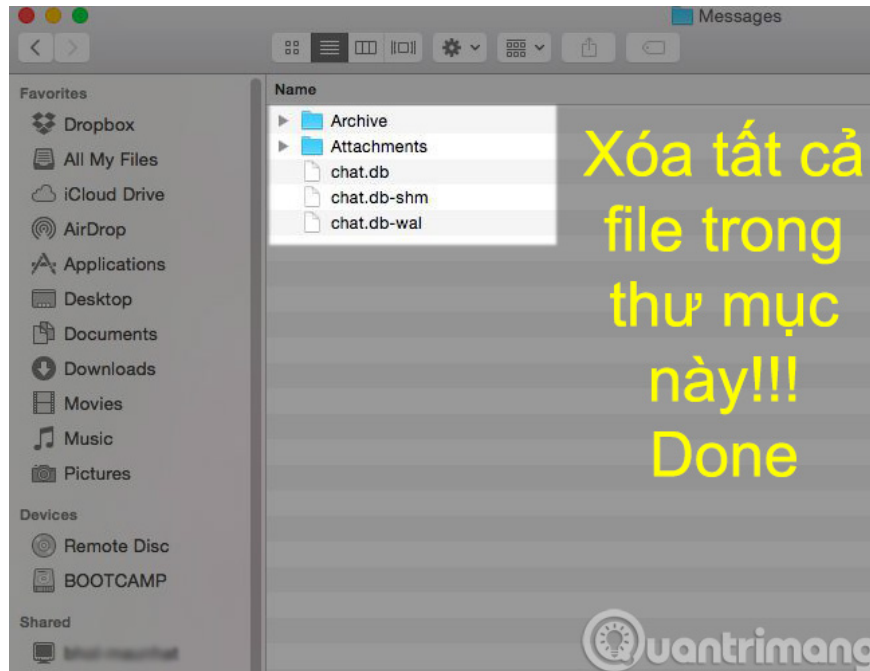 Messages
Favorites
Dropbox
All My Files
iCloud Drive
AirDrop
Applications
Desktop
Documents
Downloads
Movies
Music
Pictures
Devices
Remote Disc
BOOTCAMP
Shared
Name
Archive
Attachments
chat.db
chat.db-shm
chat.db-wal
Xóa tất cả
file trong
thư mục
này!!!
Done
Quantrimang